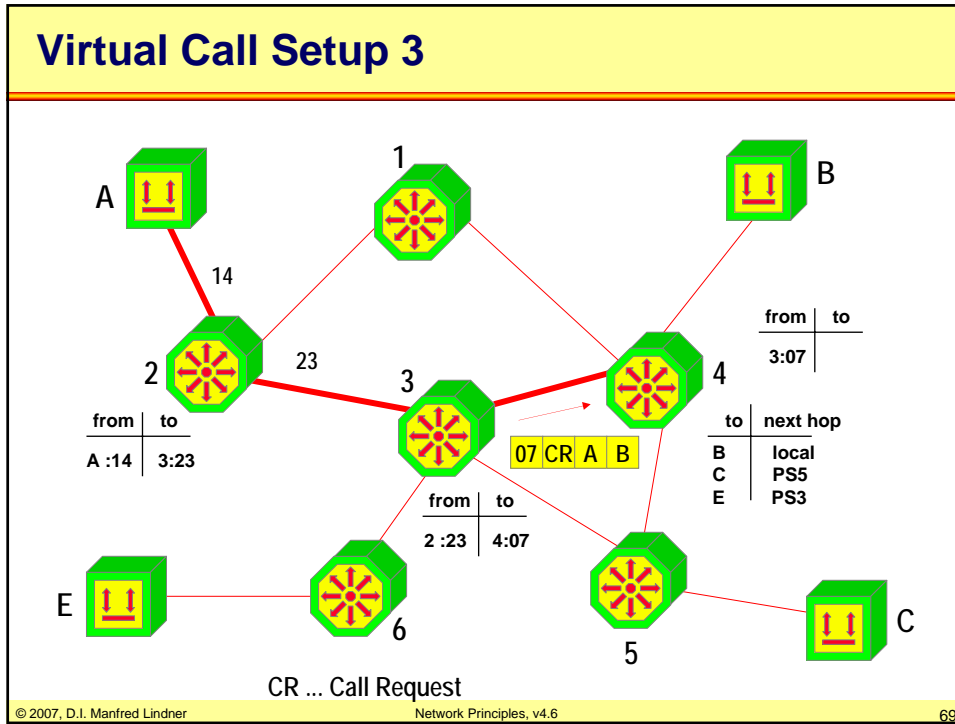 Virtual Call Setup 3
1
A
B
14
from to
3:07
2
23
3
4
from to
A :14 3:23
to next hop
B local
C PS5
E PS3
07 CR A B
from to
2 :23 4:07
E
6
5
C
CR ... Call Request
© 2007, D.I. Manfred Lindner Network Principles, v4.6 69